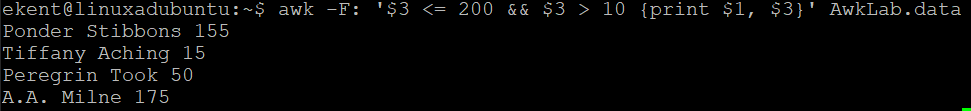 ekent@linuxadubuntu:~$ awk -F: '$3 <= 200 && $3 > 10 {print $1, $3}' AwkLab.data
Ponder Stibbons 155
Tiffany Aching 15
Peregrin Took 50
A.A. Milne 175